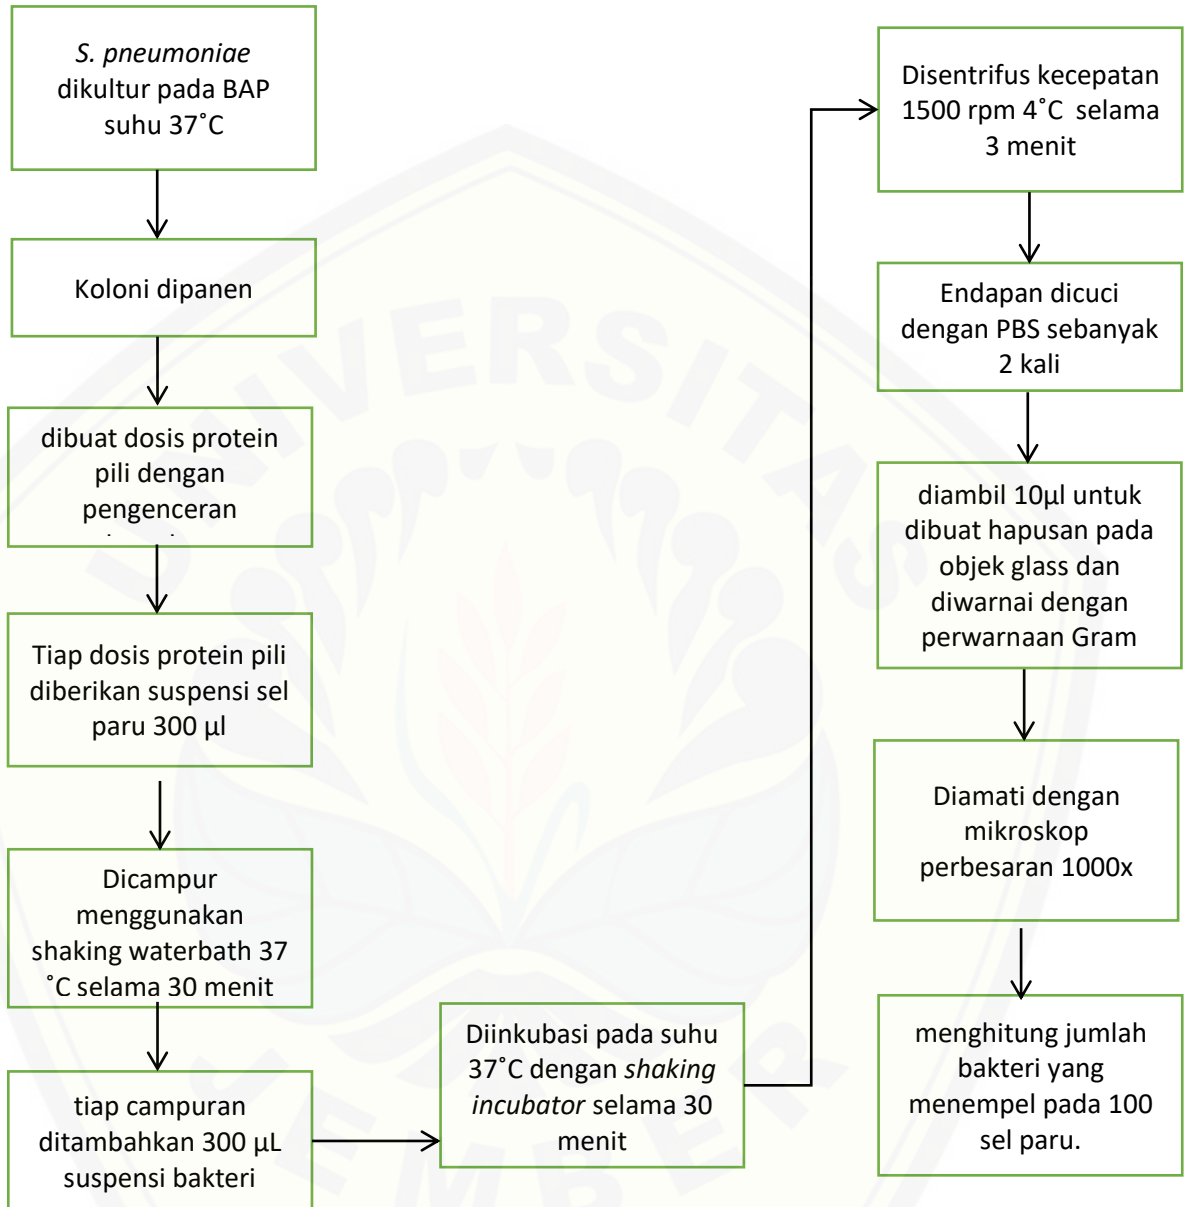 S. pneumoniae
dikultur pada BAP
suhu 37˚C
Koloni dipanen
dibuat dosis protein
pili dengan
pengenceran
Tiap dosis protein pili
diberikan suspensi sel
paru 300 µl
Dicampur
menggunakan
shaking waterbath 37
˚C selama 30 menit
tiap campuran
ditambahkan 300 µL
suspensi bakteri
Diinkubasi pada suhu
37˚C dengan shaking
incubator selama 30
menit
Disentrifus kecepatan
1500 rpm 4˚C selama
3 menit
Endapan dicuci
dengan PBS sebanyak
2 kali
diambil 10µl untuk
dibuat hapusan pada
objek glass dan
diwarnai dengan
perwarnaan Gram
Diamati dengan
mikroskop
perbesaran 1000x
menghitung jumlah
bakteri yang
menempel pada 100
sel paru.
UNIVERSITAS
JEMBER